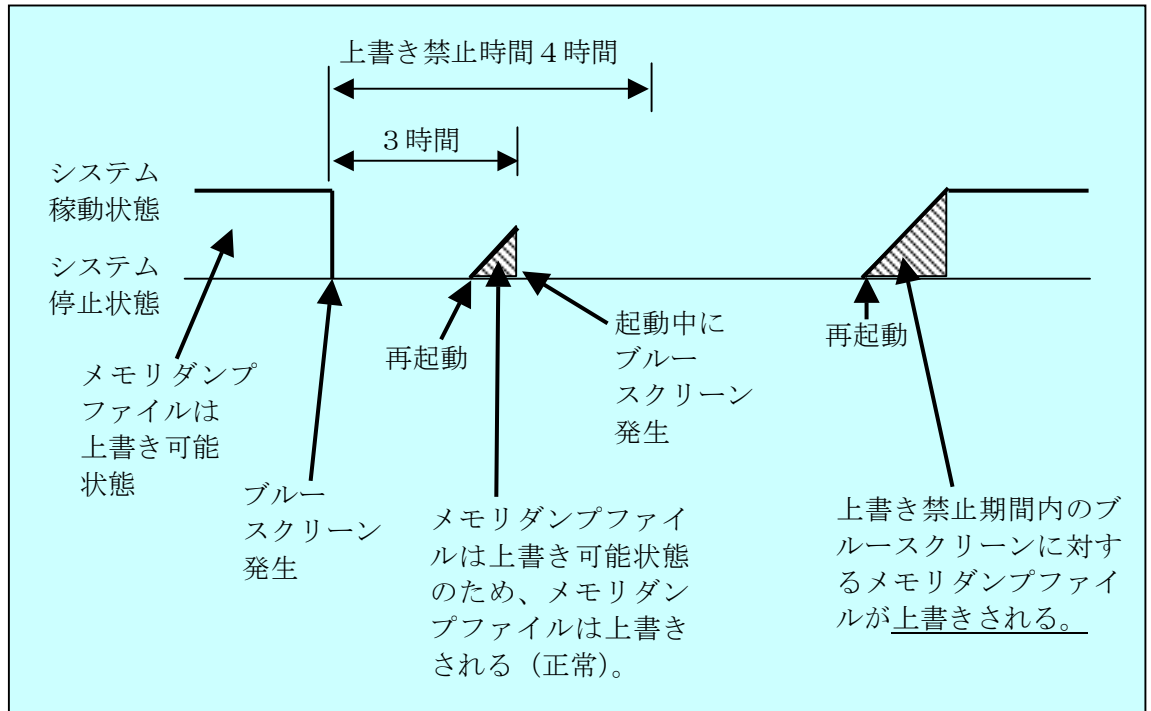 上書き禁止時間４時間
３時間
システム
稼動状態
システム
停止状態
メモリダンプ
ファイルは
上書き可能
状態
ブルー
スクリーン
発生
再起動
メモリダンプファイ
ルは上書き可能状態
のため、メモリダン
プファイルは上書き
される（正常）。
起動中に
ブルー
スクリーン
発生
再起動
上書き禁止期間内のブ
ルースクリーンに対す
るメモリダンプファイ
ルが上書きされる。